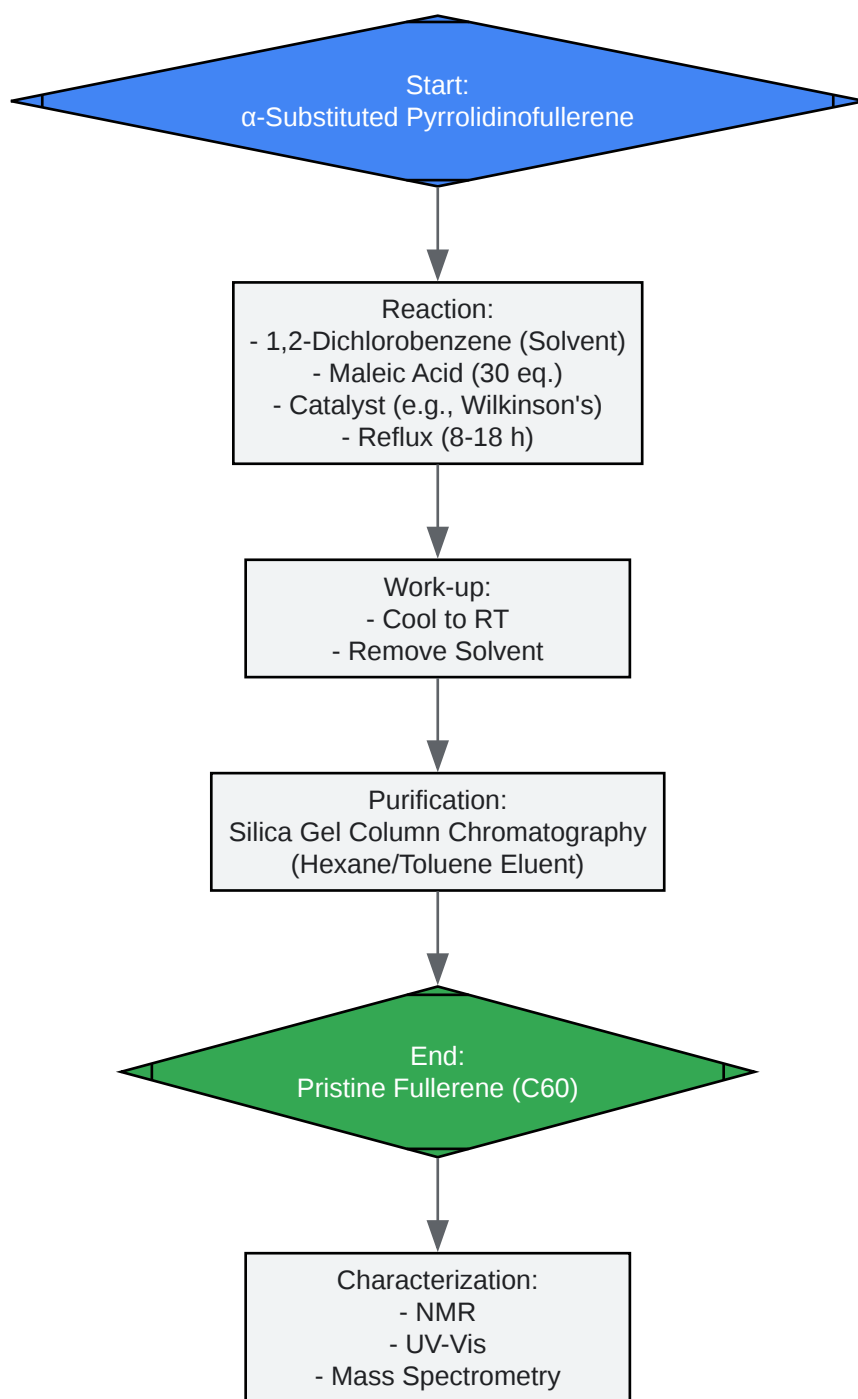 Start:
α-Substituted Pyrrolidinofullerene
Reaction:
- 1,2-Dichlorobenzene (Solvent)
- Maleic Acid (30 eq.)
- Catalyst (e.g., Wilkinson's)
- Reflux (8-18 h)
Work-up:
- Cool to RT
- Remove Solvent
Purification:
Silica Gel Column Chromatography
(Hexane/Toluene Eluent)
End:
Pristine Fullerene (C60)
Characterization:
- NMR
- UV-Vis
- Mass Spectrometry